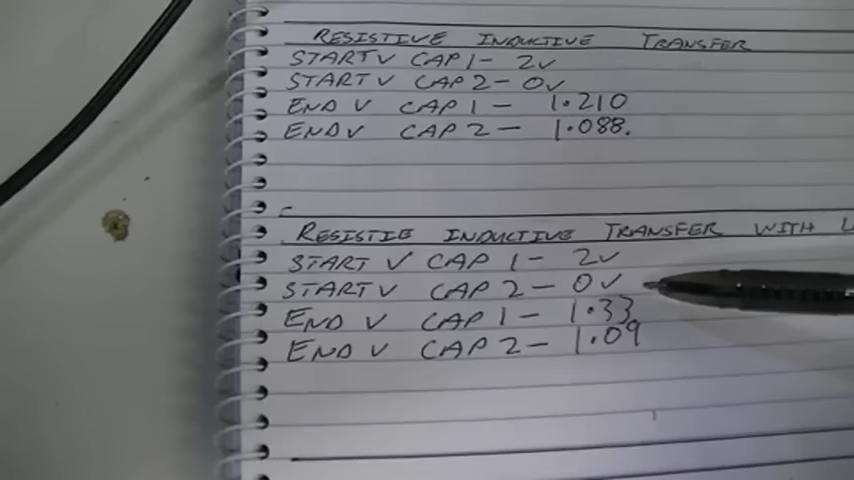 RESISTIVE INDUCTIVE TRANSFER
START V CAP 1 - 2V
START V CAP 2 - 0V
END V CAP 1 - 1.210
END V CAP 2 - 1.088.
RESISTIE INDUCTIVE TRANSFER WITH L
START V CAP 1 - 2V
START V CAP 2 - 0V
END V CAP 1 - 1.33
END V CAP 2 - 1.09